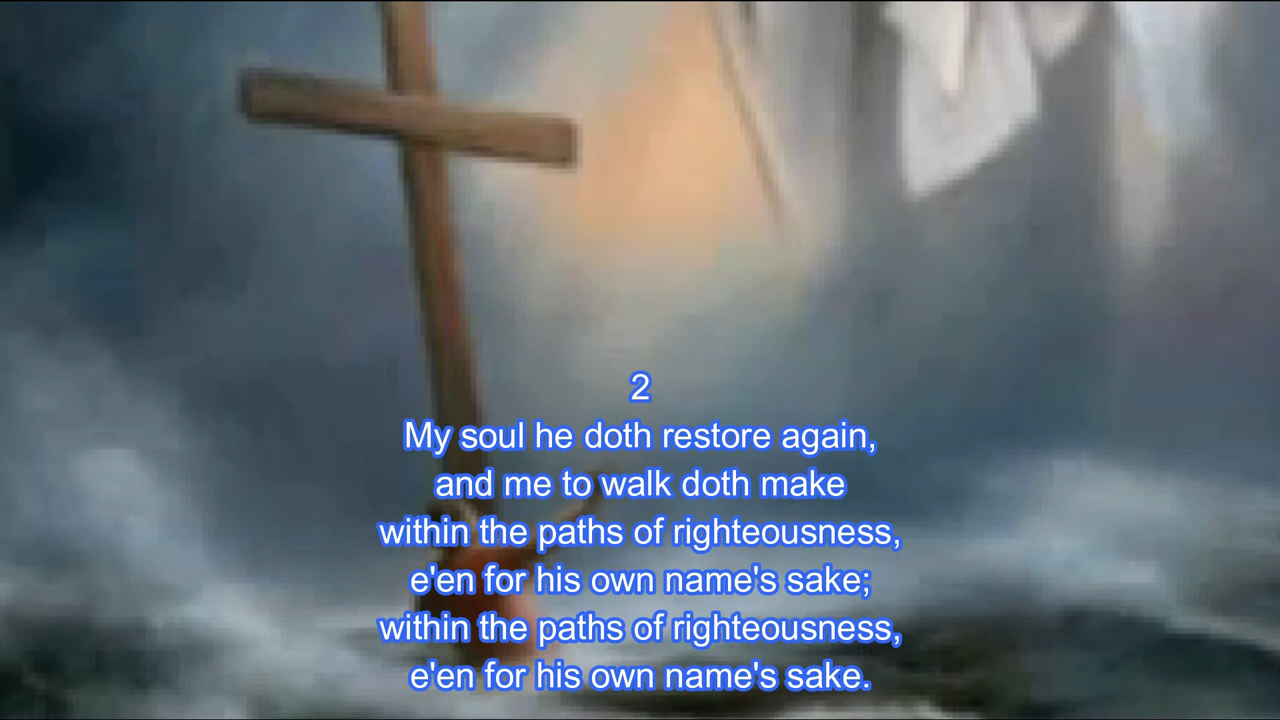 2
My soul he doth restore again,
and me to walk doth make
within the paths of righteousness,
e'en for his own name's sake;
within the paths of righteousness,
e'en for his own name's sake.